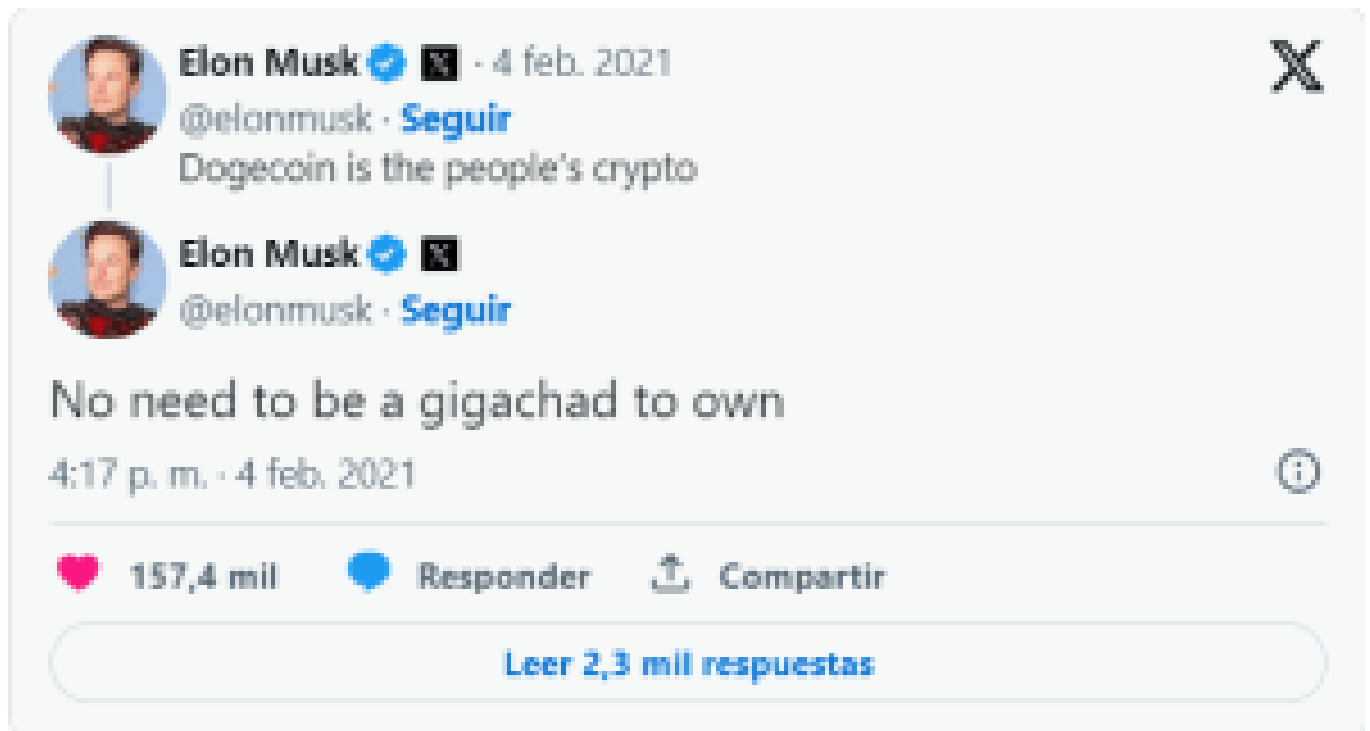 Elon Musk · 4 feb. 2021
@elonmusk · Seguir
Dogecoin is the people's crypto
Elon Musk
@elonmusk · Seguir
No need to be a gigachad to own
4:17 p. m. · 4 feb. 2021
157,4 mil Responder Compartir
Leer 2,3 mil respuestas